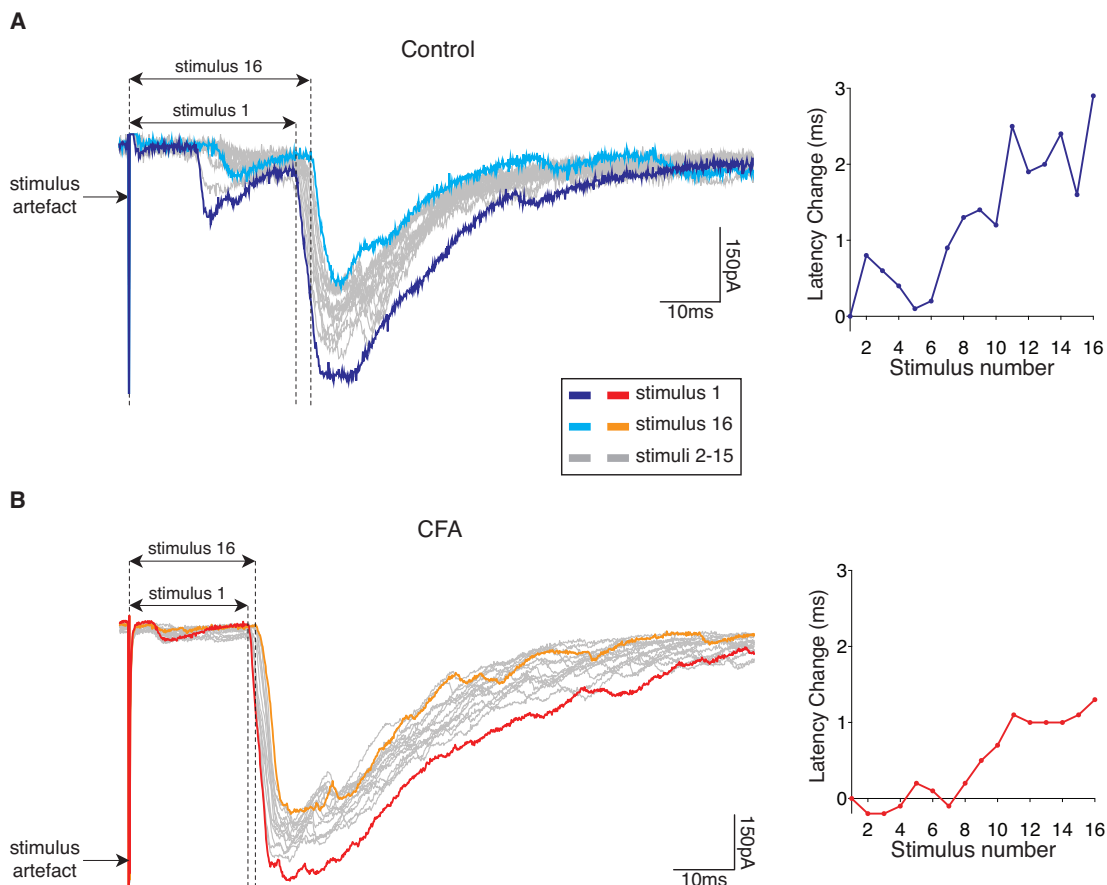 A
Control
stimulus 16
stimulus 1
stimulus
artefact
150pA
10ms
3
2
1
0
Latency Change (ms)
2 4 6 8 10 12 14 16
Stimulus number
stimulus 1
stimulus 16
stimuli 2-15
B
CFA
stimulus 16
stimulus 1
stimulus
artefact
150pA
10ms
3
2
1
0
Latency Change (ms)
2 4 6 8 10 12 14 16
Stimulus number